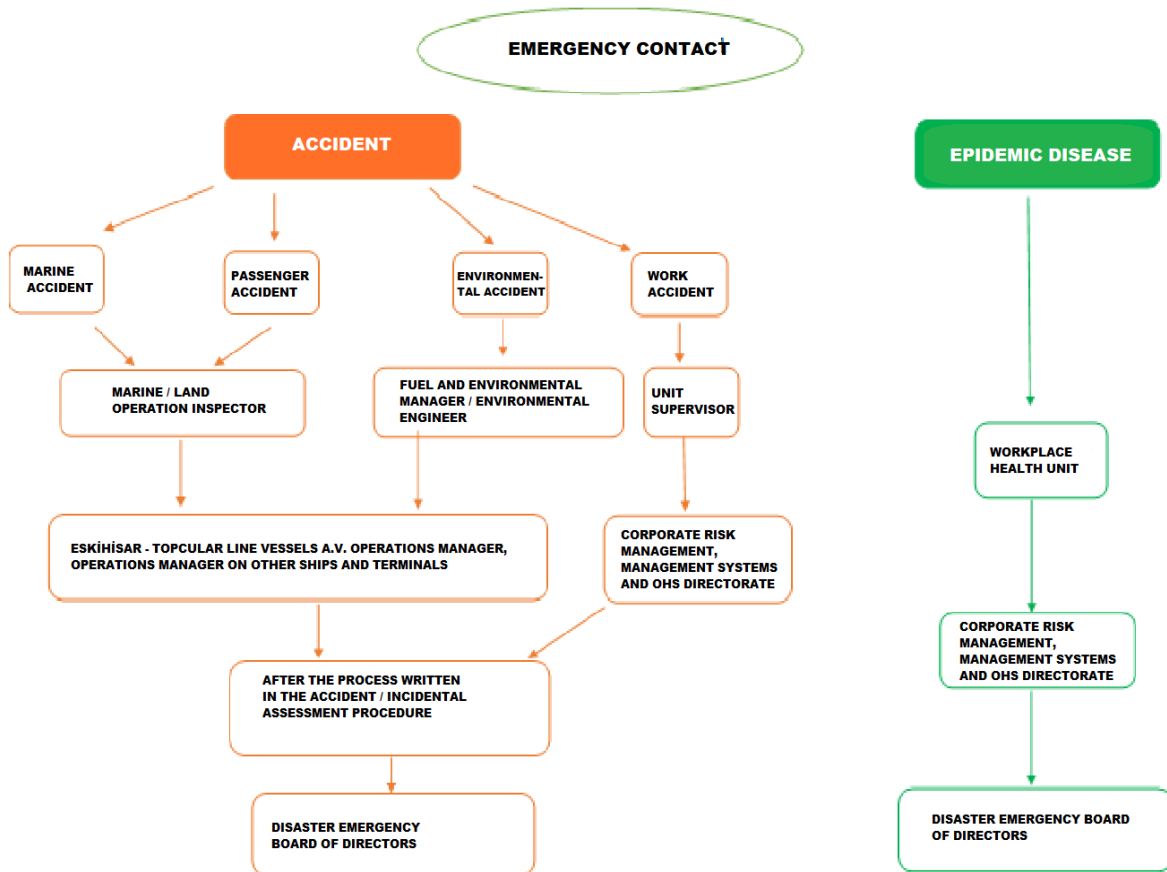 EMERGENCY CONTACT
ACCIDENT
EPIDEMIC DISEASE
MARINE
ACCIDENT
PASSENGER
ACCIDENT
ENVIRONMEN-
TAL ACCIDENT
WORK
ACCIDENT
MARINE / LAND
OPERATION INSPECTOR
FUEL AND ENVIRONMENTAL
MANAGER / ENVIRONMENTAL
ENGINEER
UNIT
SUPERVISOR
WORKPLACE
HEALTH UNIT
ESKİHİSAR - TOPCULAR LINE VESSELS A.V. OPERATIONS MANAGER,
OPERATIONS MANAGER ON OTHER SHIPS AND TERMINALS
CORPORATE RISK
MANAGEMENT,
MANAGEMENT SYSTEMS
AND OHS DIRECTORATE
CORPORATE RISK
MANAGEMENT,
MANAGEMENT SYSTEMS
AND OHS DIRECTORATE
AFTER THE PROCESS WRITTEN
IN THE ACCIDENT / INCIDENTAL
ASSESSMENT PROCEDURE
DISASTER EMERGENCY
BOARD OF DIRECTORS
DISASTER EMERGENCY BOARD
OF DIRECTORS